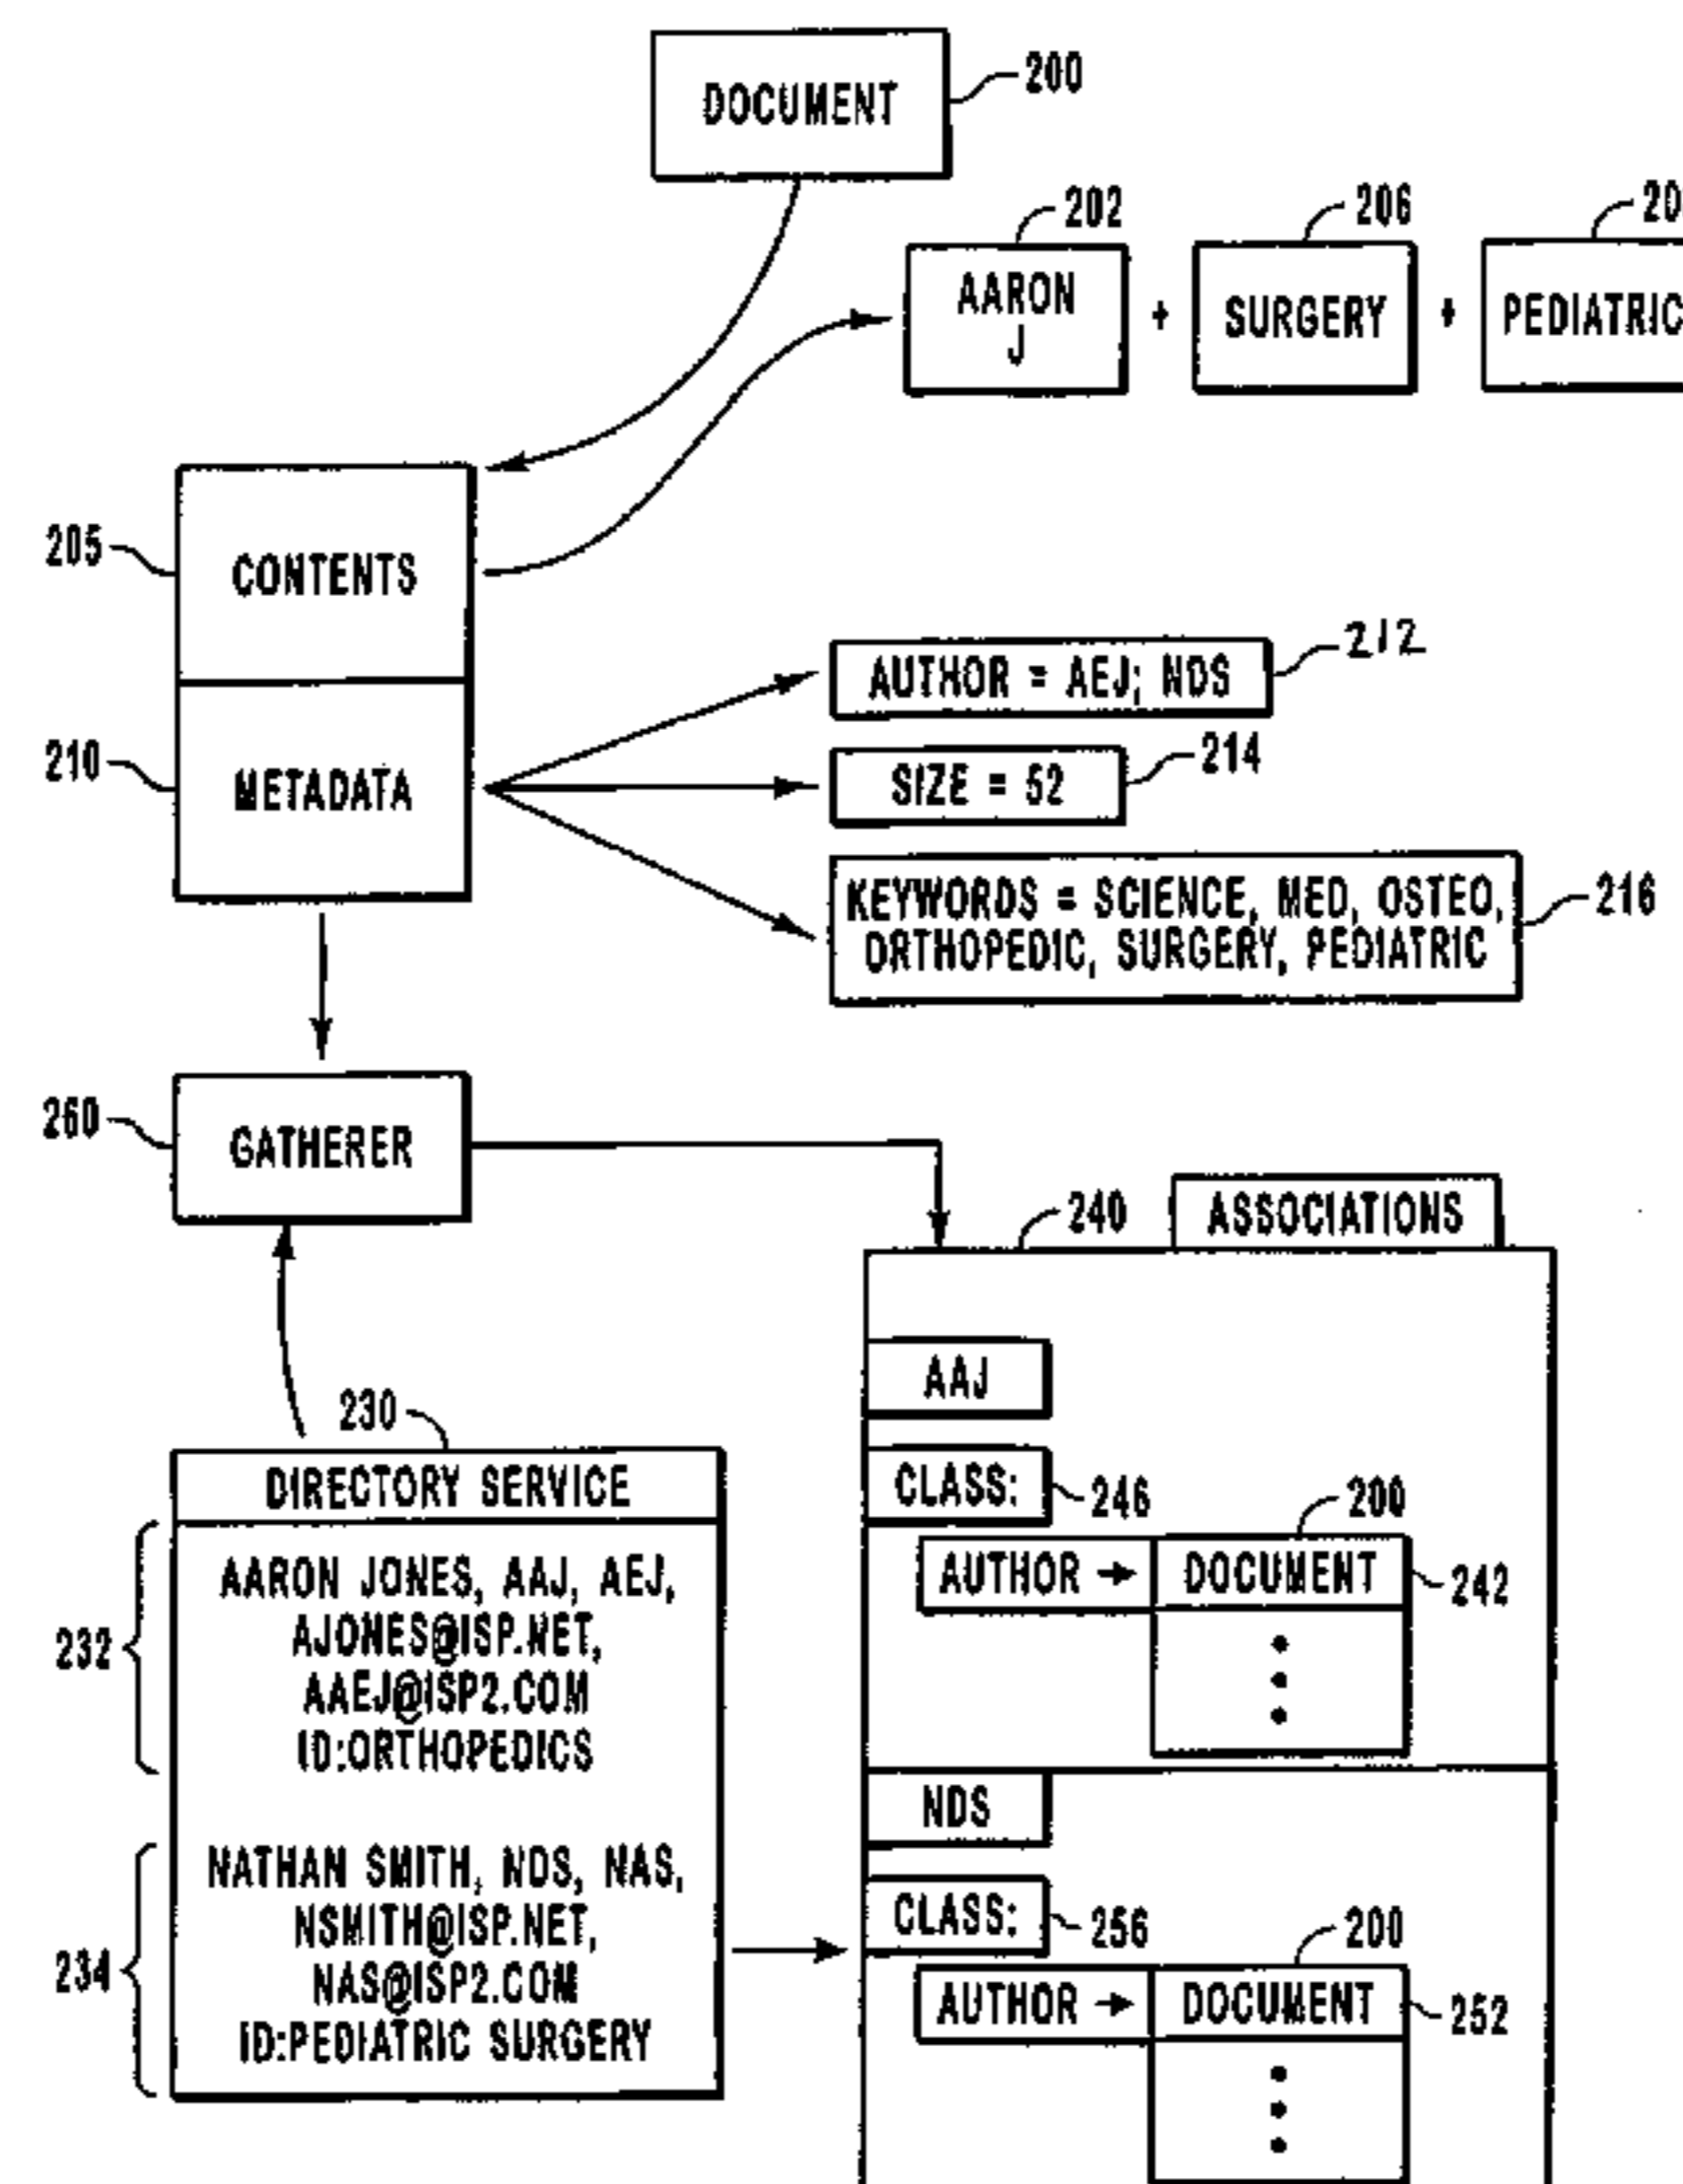 DOCUMENT
200
202
206
AARON
J
+
SURGERY
+
PEDIATRIC
205
CONTENTS
AUTHOR = AEJ; NDS
212
210
METADATA
SIZE = 52
214
KEYWORDS = SCIENCE, MED, OSTEO,
ORTHOPEDIC, SURGERY, PEDIATRIC
216
260
GATHERER
240
ASSOCIATIONS
AAJ
230
DIRECTORY SERVICE
CLASS:
246
200
232
AARON JONES, AAJ, AEJ,
AJONES@ISP.NET,
AAEJ@ISP2.COM
ID:ORTHOPEDICS
AUTHOR →
DOCUMENT
242
NDS
234
NATHAN SMITH, NDS, NAS,
NSMITH@ISP.NET,
NAS@ISP2.COM
ID:PEDIATRIC SURGERY
CLASS:
256
200
AUTHOR →
DOCUMENT
252